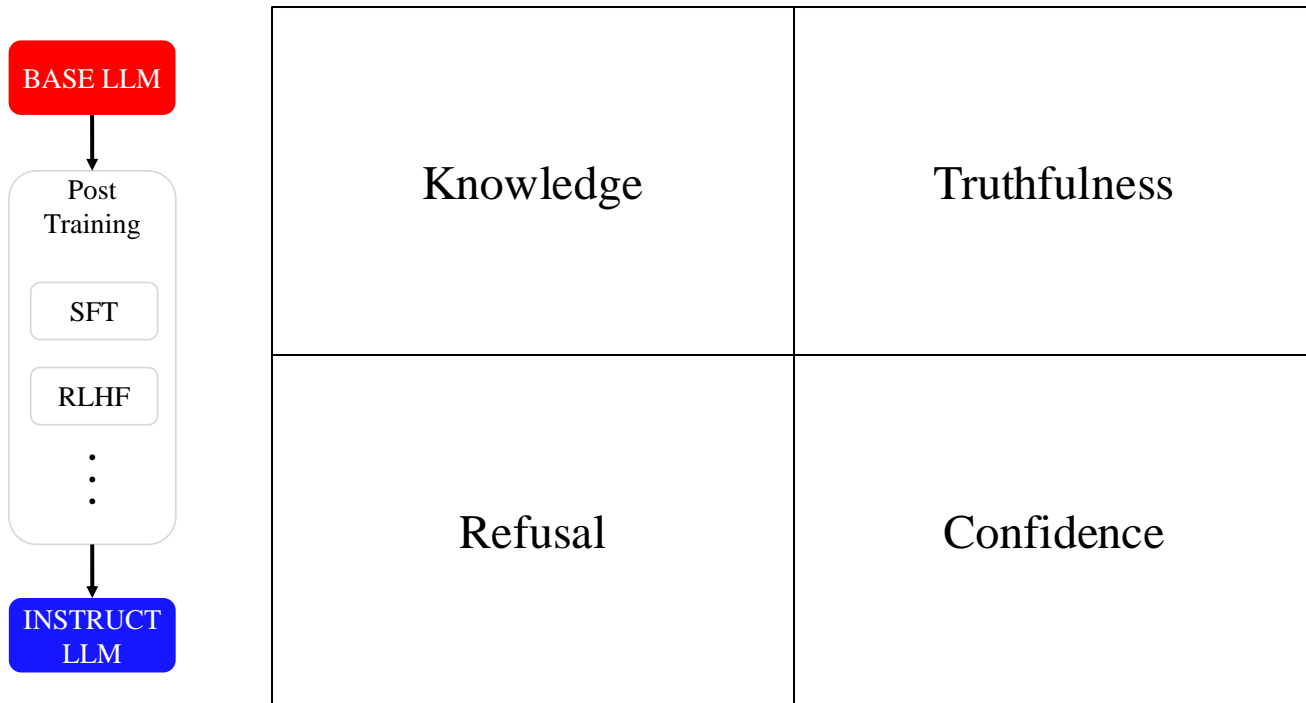 BASE LLM
Post
Training
SFT
RLHF
INSTRUCT
LLM
Knowledge
Truthfulness
Refusal
Confidence